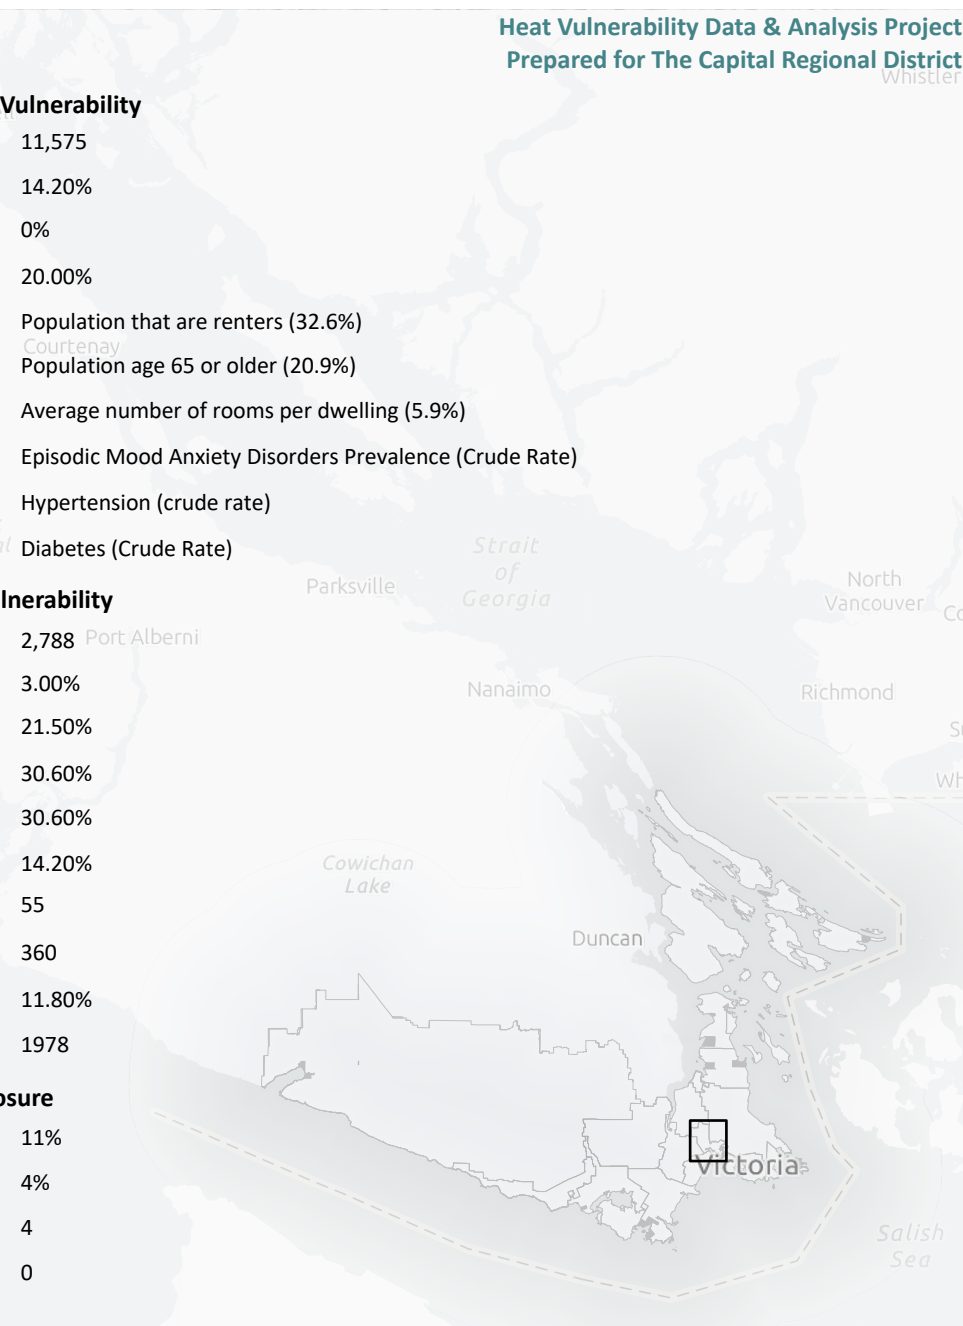 Heat Vulnerability Data & Analysis Project
Prepared for The Capital Regional District
Whistler
Vulnerability
11,575
14.20%
0%
20.00%
Population that are renters (32.6%)
Courtenay
Population age 65 or older (20.9%)
Average number of rooms per dwelling (5.9%)
Episodic Mood Anxiety Disorders Prevalence (Crude Rate)
Hypertension (crude rate)
Diabetes (Crude Rate)
Strait
of
Georgia
Parksville
North
Vancouver
lnerability
2,788
Port Alberni
3.00%
Nanaimo
Richmond
21.50%
30.60%
30.60%
Cowichan
Lake
14.20%
55
Duncan
360
11.80%
1978
osure
11%
Victoria
4%
4
Salish
Sea
0